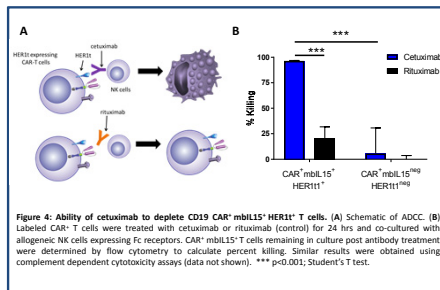 A
HER1t expressing
CAR-T cells
HER1t
cetuximab
NK cells
rituximab
B
***
***
Cetuximab
Rituximab
% Killing
100
75
50
25
0
CAR⁺mbIL15⁺
HER1t1⁺
CAR⁺mbIL15neg
HER1t1neg
Figure 4: Ability of cetuximab to deplete CD19 CAR⁺ mbIL15⁺ HER1t⁺ T cells. (A) Schematic of ADCC. (B)
Labeled CAR⁺ T cells were treated with cetuximab or rituximab (control) for 24 hrs and co-cultured with
allogeneic NK cells expressing Fc receptors. CAR⁺ mbIL15⁺ T cells remaining in culture post antibody treatment
were determined by flow cytometry to calculate percent killing. Similar results were obtained using
complement dependent cytotoxicity assays (data not shown). *** p<0.001; Student's T test.